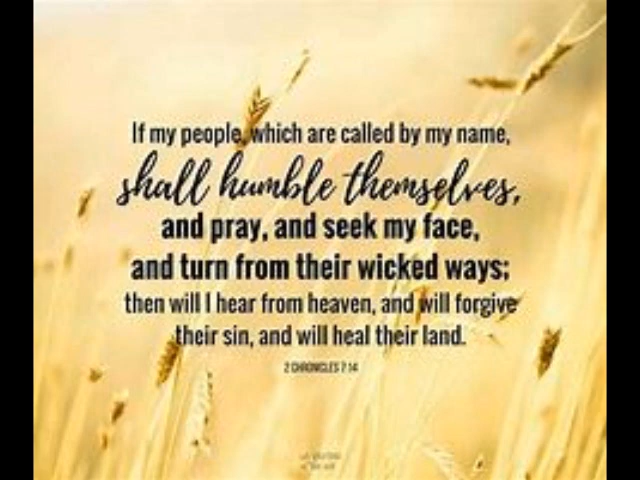 If my people, which are called by my name,
shall humble themselves,
and pray, and seek my face,
and turn from their wicked ways;
then will I hear from heaven, and will forgive
their sin, and will heal their land.
2 CHRONICLES 7:14